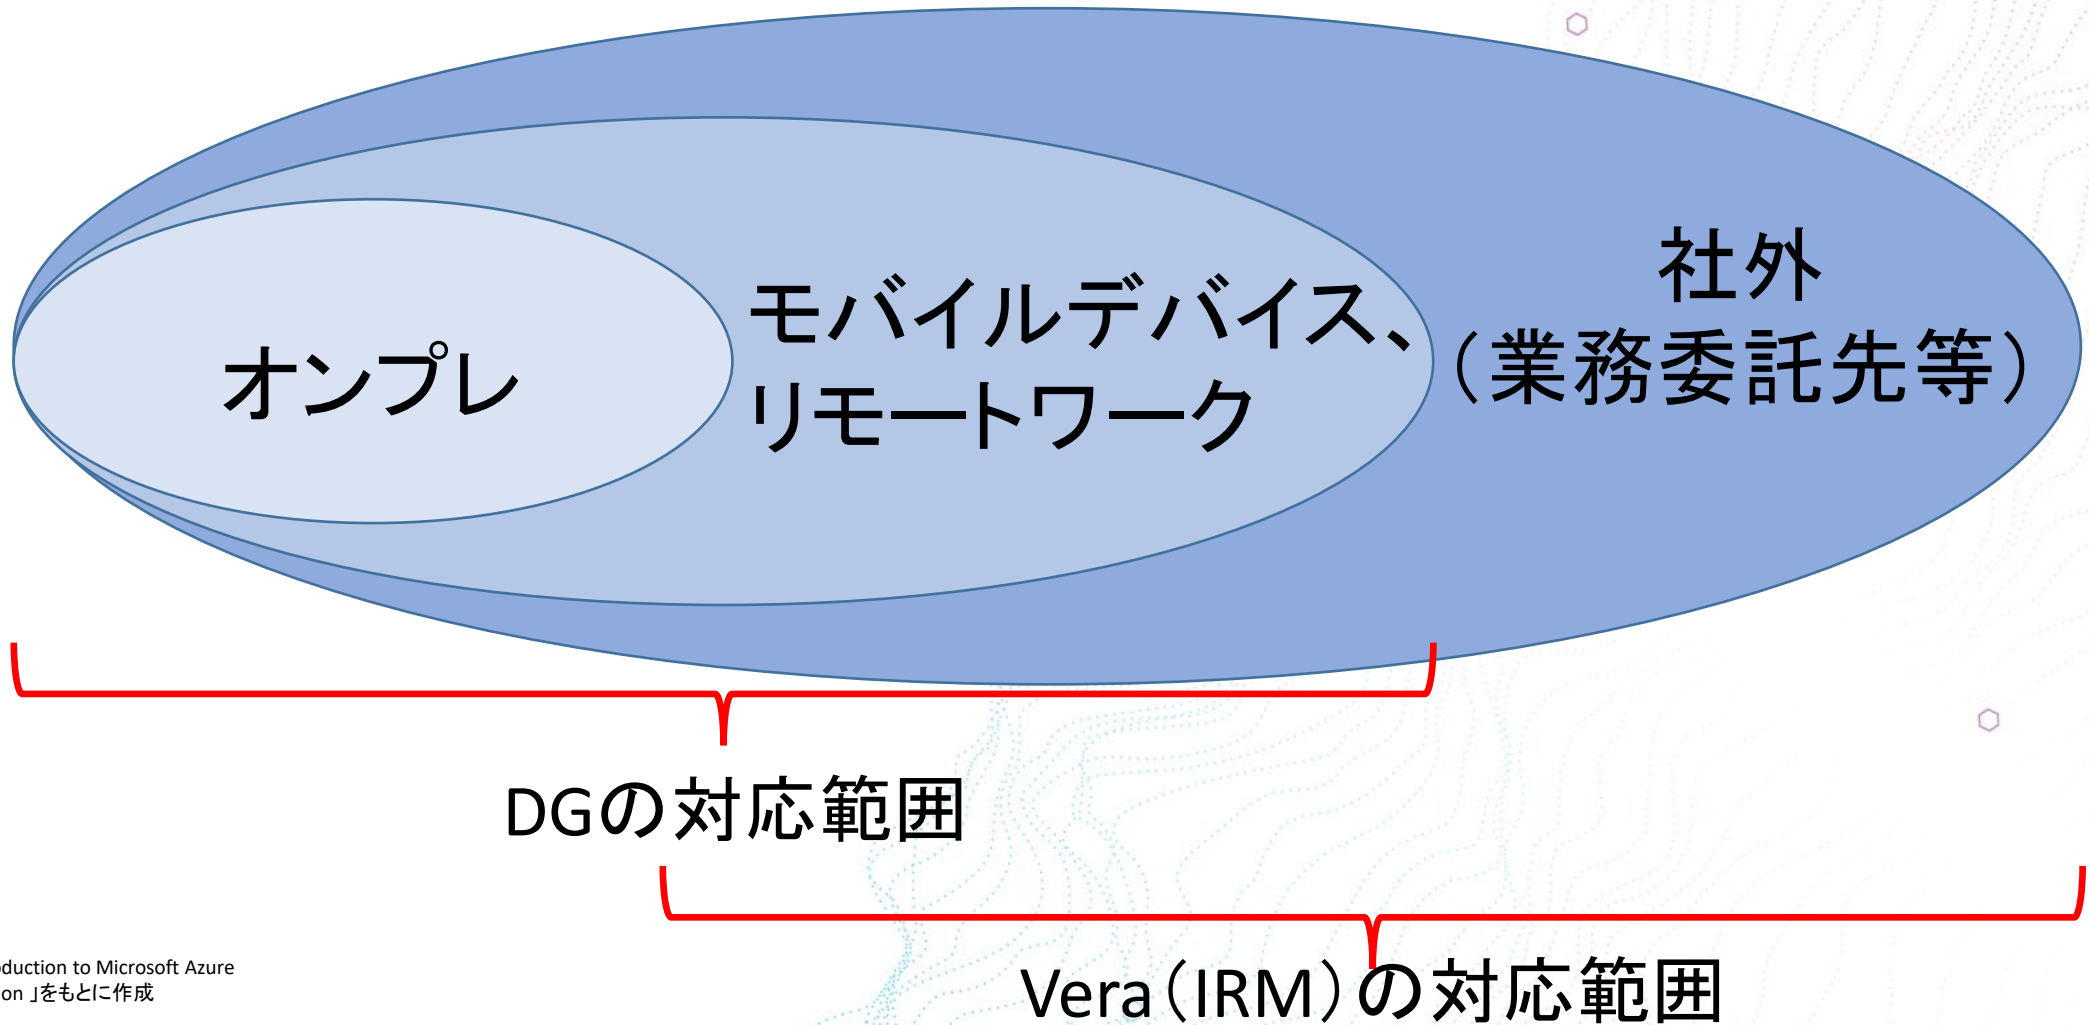 オンプレ
モバイルデバイス、
リモートワーク
社外
（業務委託先等）
DGの対応範囲
Vera（IRM）の対応範囲
to Microsoft Azure
」をもとに作成